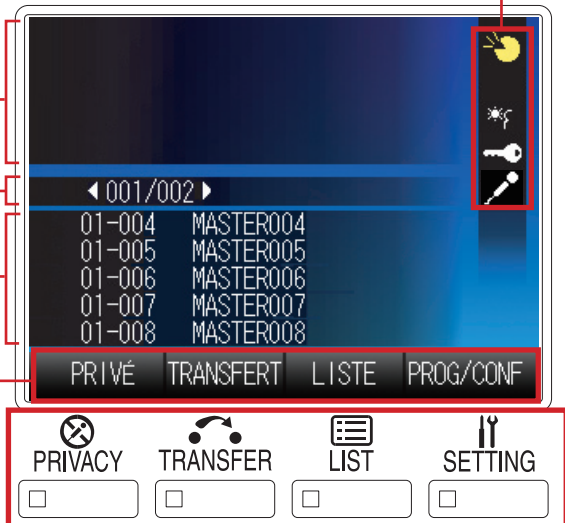 001/002
01-004 MASTER004
01-005 MASTER005
01-006 MASTER006
01-007 MASTER007
01-008 MASTER008
PRIVÉ TRANSFERT LISTE PROG/CONF
PRIVACY TRANSFER LIST SETTING